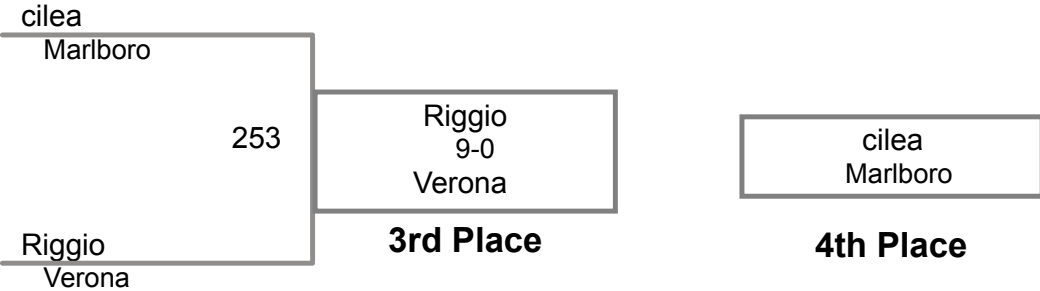 cilea
Marlboro
253
Riggio
Verona
Riggio
9-0
Verona
3rd Place
cilea
Marlboro
4th Place